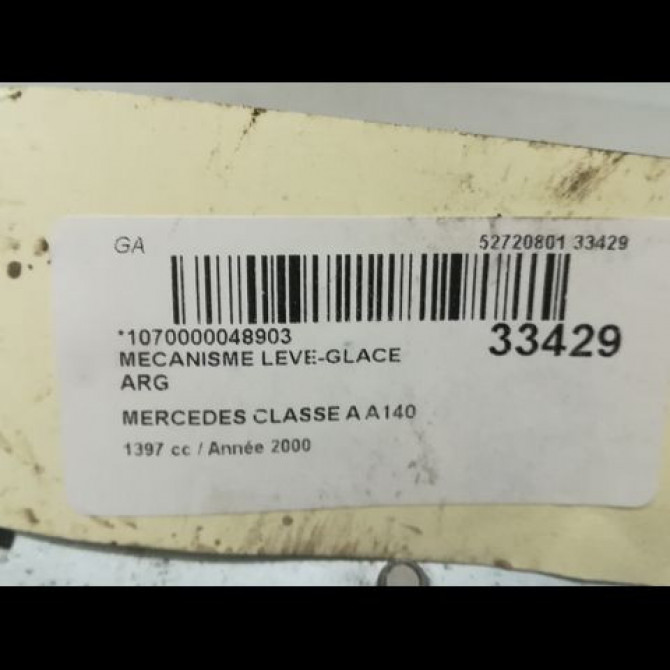 GA 52720801 33429
*1070000048903 33429
MECANISME LEVE-GLACE
ARG
MERCEDES CLASSE A A140
1397 cc / Année 2000